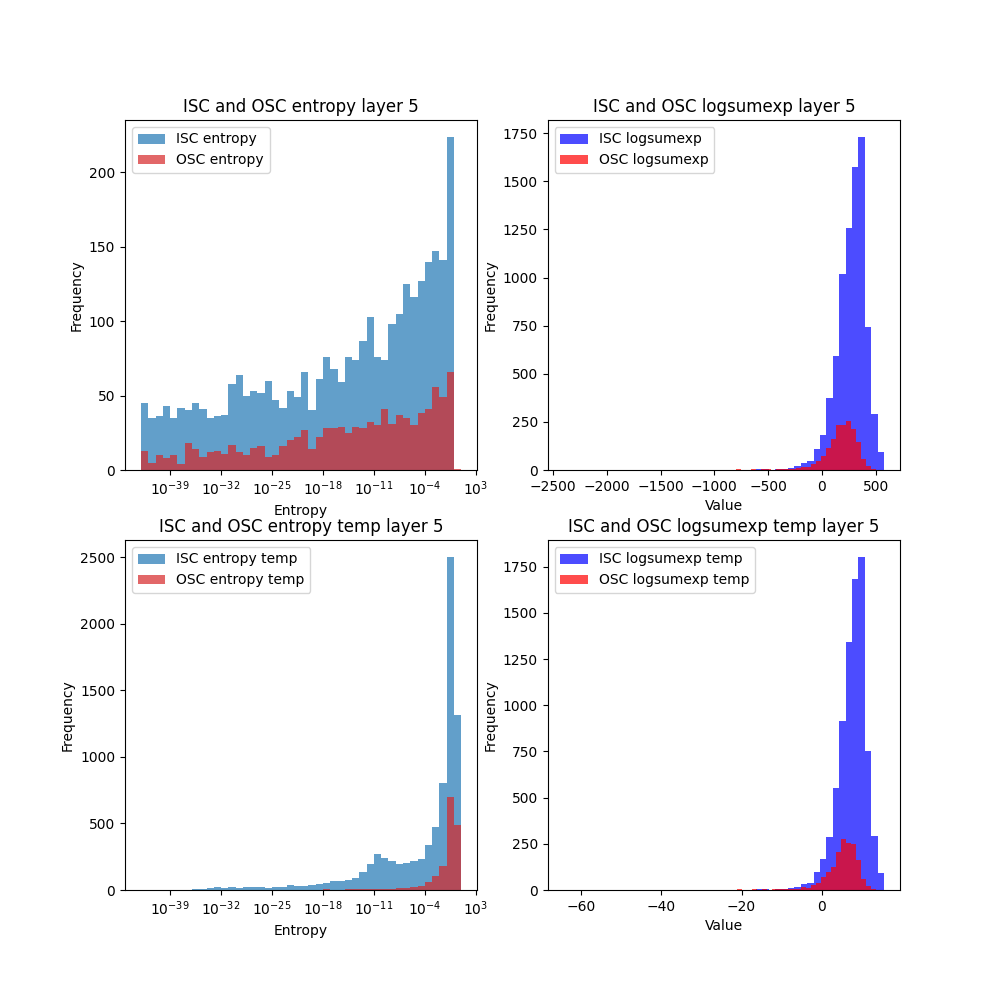 ISC and OSC entropy layer 5
ISC entropy
OSC entropy
Frequency
200
150
100
50
0
10^-39 10^-32 10^-25 10^-18 10^-11 10^-4 10^3
Entropy
ISC and OSC logsumexp layer 5
ISC logsumexp
OSC logsumexp
Frequency
1750
1500
1250
1000
750
500
250
0
−2500 −2000 −1500 −1000 −500 0 500
Value
ISC and OSC entropy temp layer 5
ISC entropy temp
OSC entropy temp
Frequency
2500
2000
1500
1000
500
0
10^-39 10^-32 10^-25 10^-18 10^-11 10^-4 10^3
Entropy
ISC and OSC logsumexp temp layer 5
ISC logsumexp temp
OSC logsumexp temp
Frequency
1750
1500
1250
1000
750
500
250
0
−60 −40 −20 0
Value